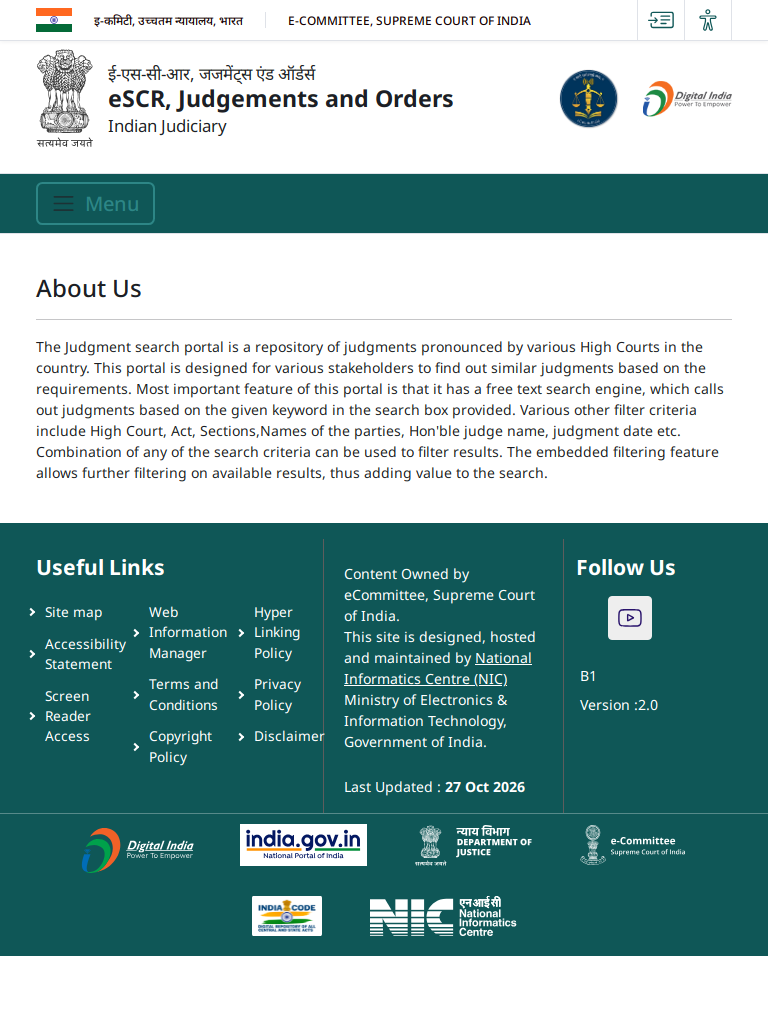 इ-कमिटी, उच्चतम न्यायालय, भारत
E-COMMITTEE, SUPREME COURT OF INDIA
सत्यमेव जयते
ई-एस-सी-आर, जजमेंट्स एंड ऑर्डर्स
eSCR, Judgements and Orders
Indian Judiciary
Digital India
Power To Empower
Menu
About Us
The Judgment search portal is a repository of judgments pronounced by various High Courts in the
country. This portal is designed for various stakeholders to find out similar judgments based on the
requirements. Most important feature of this portal is that it has a free text search engine, which calls
out judgments based on the given keyword in the search box provided. Various other filter criteria
include High Court, Act, Sections,Names of the parties, Hon'ble judge name, judgment date etc.
Combination of any of the search criteria can be used to filter results. The embedded filtering feature
allows further filtering on available results, thus adding value to the search.
Useful Links
Site map
Accessibility
Statement
Screen
Reader
Access
Web
Information
Manager
Terms and
Conditions
Copyright
Policy
Hyper
Linking
Policy
Privacy
Policy
Disclaimer
Content Owned by
eCommittee, Supreme Court
of India.
This site is designed, hosted
and maintained by National
Informatics Centre (NIC)
Ministry of Electronics &
Information Technology,
Government of India.
Last Updated : 27 Oct 2026
Follow Us
B1
Version :2.0
Digital India
Power To Empower
india.gov.in
National Portal of India
सत्यमेव जयते
न्याय विभाग
DEPARTMENT OF
JUSTICE
e-Committee
Supreme Court of India
INDIA CODE
DIGITAL REPOSITORY OF ALL
CENTRAL AND STATE ACTS
NIC
एनआईसी
National
Informatics
Centre